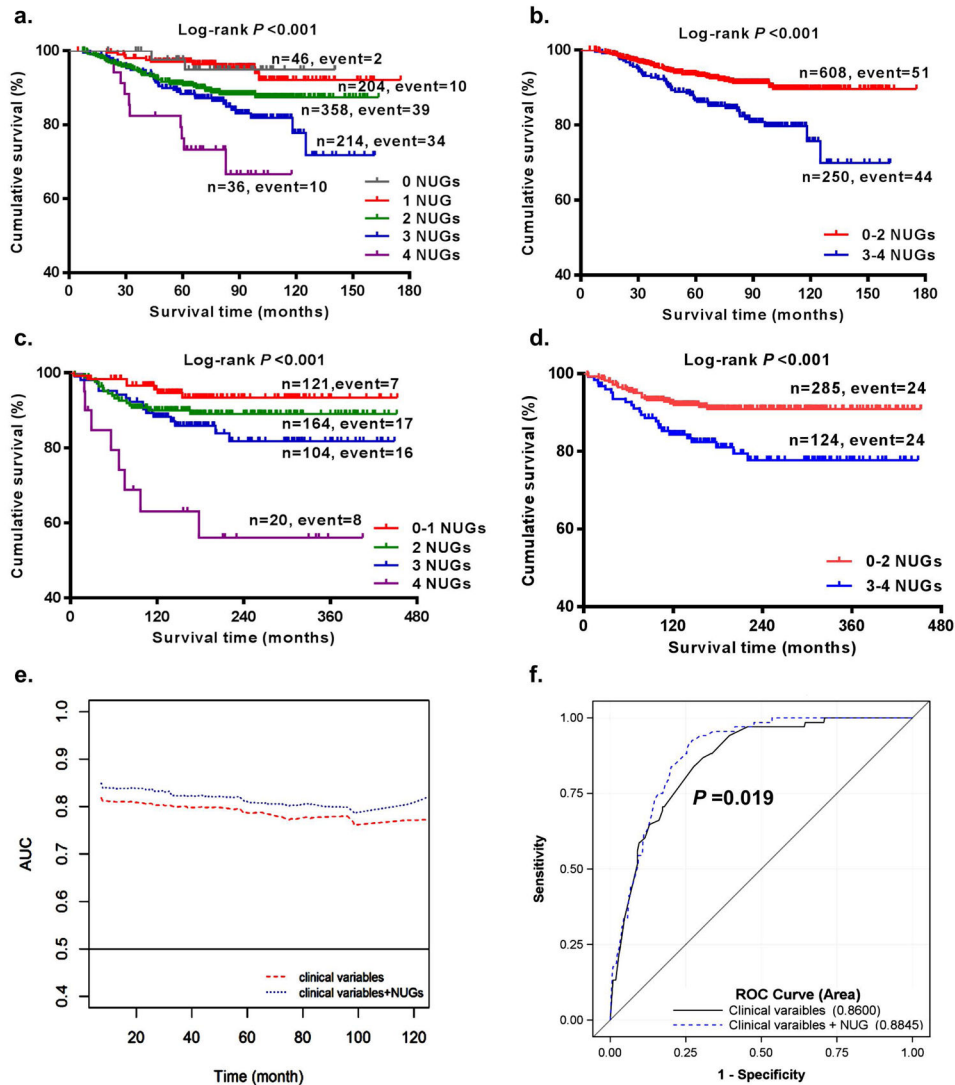 a.
Log-rank P <0.001
Cumulative survival (%)
100
80
60
40
n=46, event=2
n=204, event=10
n=358, event=39
n=214, event=34
n=36, event=10
0 NUGs
1 NUG
2 NUGs
3 NUGs
4 NUGs
0 30 60 90 120 150 180
Survival time (months)
b.
Log-rank P <0.001
Cumulative survival (%)
100
80
60
40
n=608, event=51
n=250, event=44
0-2 NUGs
3-4 NUGs
0 30 60 90 120 150 180
Survival time (months)
c.
Log-rank P <0.001
Cumulative survival (%)
100
80
60
40
n=121,event=7
n=164, event=17
n=104, event=16
n=20, event=8
0-1 NUGs
2 NUGs
3 NUGs
4 NUGs
0 120 240 360 480
Survival time (months)
d.
Log-rank P <0.001
Cumulative survival (%)
100
80
60
40
n=285, event=24
n=124, event=24
0-2 NUGs
3-4 NUGs
0 120 240 360 480
Survival time (months)
e.
AUC
1.0
0.9
0.8
0.7
0.6
0.5
0.4
clinical variables
clinical variables+NUGs
0 20 40 60 80 100 120
Time (month)
f.
Sensitivity
1.00
0.75
0.50
0.25
0.00
P =0.019
ROC Curve (Area)
Clinical varaibles (0.8600)
Clinical varaibles + NUG (0.8845)
0.00 0.25 0.50 0.75 1.00
1 - Specificity